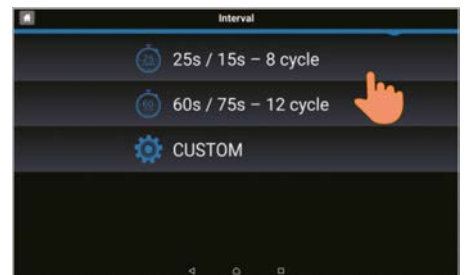 Interval
25s / 15s – 8 cycle
60s / 75s – 12 cycle
CUSTOM